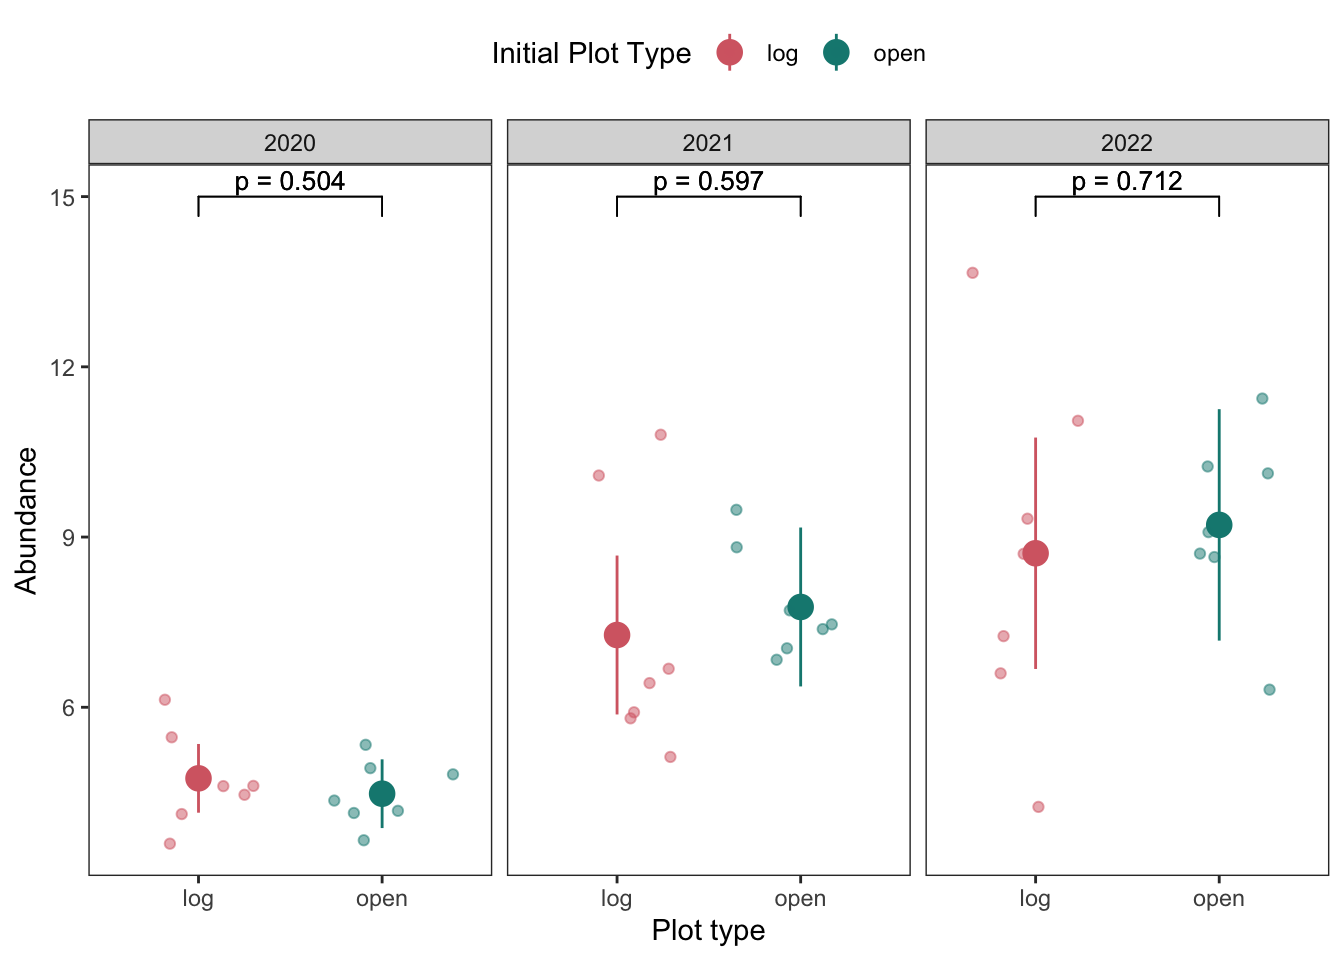 Initial Plot Type log open
2020 2021 2022
p = 0.504 p = 0.597 p = 0.712
15
12
9
6
Abundance
log open log open log open
Plot type